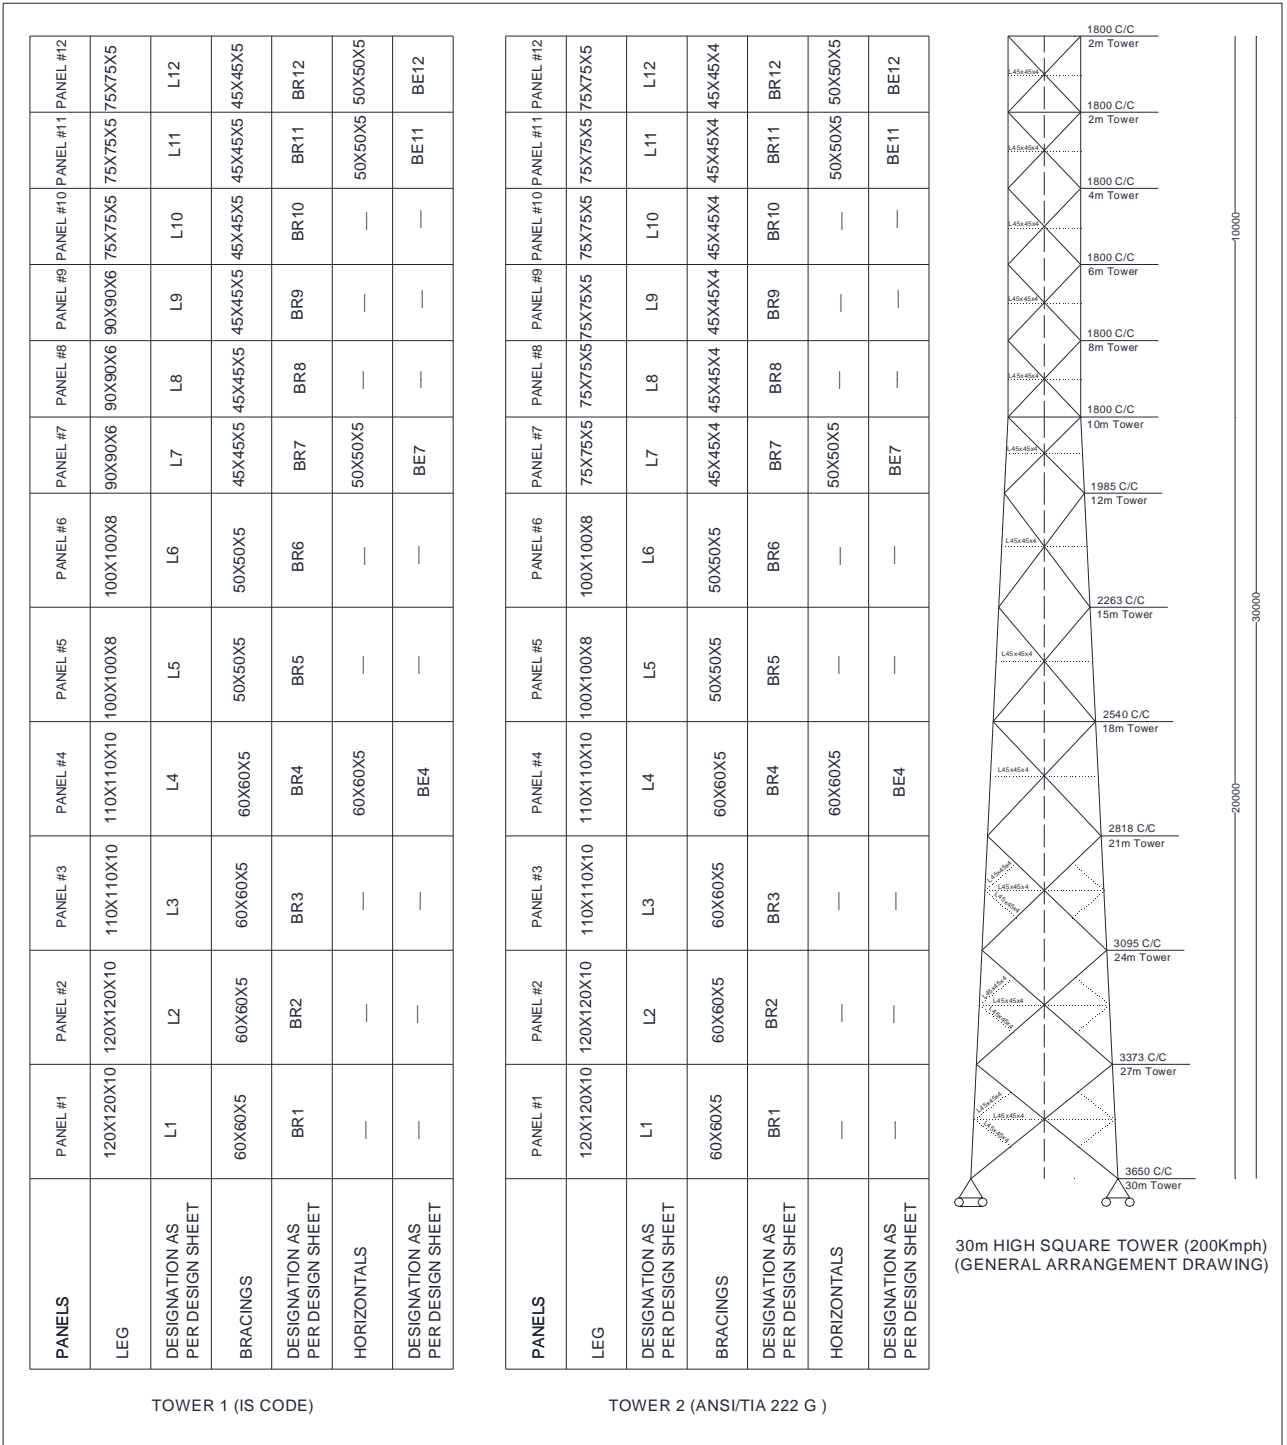 PANEL #12
75X75X5
L12
45X45X5
BR12
50X50X5
BE12
PANEL #11
75X75X5
L11
45X45X5
BR11
50X50X5
BE11
PANEL #10
75X75X5
L10
45X45X5
BR10
—
—
PANEL #9
90X90X6
L9
45X45X5
BR9
—
—
PANEL #8
90X90X6
L8
45X45X5
BR8
—
—
PANEL #7
90X90X6
L7
45X45X5
BR7
50X50X5
BE7
PANEL #6
100X100X8
L6
50X50X5
BR6
—
—
PANEL #5
100X100X8
L5
50X50X5
BR5
—
—
PANEL #4
110X110X10
L4
60X60X5
BR4
60X60X5
BE4
PANEL #3
110X110X10
L3
60X60X5
BR3
—
—
PANEL #2
120X120X10
L2
60X60X5
BR2
—
—
PANEL #1
120X120X10
L1
60X60X5
BR1
—
—
PANELS
LEG
DESIGNATION AS
PER DESIGN SHEET
BRACINGS
DESIGNATION AS
PER DESIGN SHEET
HORIZONTALS
DESIGNATION AS
PER DESIGN SHEET
TOWER 1 (IS CODE)
PANEL #12
75X75X5
L12
45X45X4
BR12
50X50X5
BE12
PANEL #11
75X75X5
L11
45X45X4
BR11
50X50X5
BE11
PANEL #10
75X75X5
L10
45X45X4
BR10
—
—
PANEL #9
75X75X5
L9
45X45X4
BR9
—
—
PANEL #8
75X75X5
L8
45X45X4
BR8
—
—
PANEL #7
75X75X5
L7
45X45X4
BR7
50X50X5
BE7
PANEL #6
100X100X8
L6
50X50X5
BR6
—
—
PANEL #5
100X100X8
L5
50X50X5
BR5
—
—
PANEL #4
110X110X10
L4
60X60X5
BR4
60X60X5
BE4
PANEL #3
110X110X10
L3
60X60X5
BR3
—
—
PANEL #2
120X120X10
L2
60X60X5
BR2
—
—
PANEL #1
120X120X10
L1
60X60X5
BR1
—
—
PANELS
LEG
DESIGNATION AS
PER DESIGN SHEET
BRACINGS
DESIGNATION AS
PER DESIGN SHEET
HORIZONTALS
DESIGNATION AS
PER DESIGN SHEET
TOWER 2 (ANSI/TIA 222 G )
1800 C/C
2m Tower
L45x45x4
1800 C/C
2m Tower
L45x45x4
1800 C/C
4m Tower
L45x45x4
1800 C/C
6m Tower
L45x45x4
1800 C/C
8m Tower
L45x45x4
1800 C/C
10m Tower
L45x45x4
1985 C/C
12m Tower
L45x45x4
2263 C/C
15m Tower
L45x45x4
2540 C/C
18m Tower
L45x45x4
2818 C/C
21m Tower
L45x45x4
L45x45x4
L45x45x4
3095 C/C
24m Tower
L45x45x4
L45x45x4
L45x45x4
3373 C/C
27m Tower
L45x45x4
L45x45x4
L45x45x4
3650 C/C
30m Tower
10000
20000
30000
30m HIGH SQUARE TOWER (200Kmph)
(GENERAL ARRANGEMENT DRAWING)